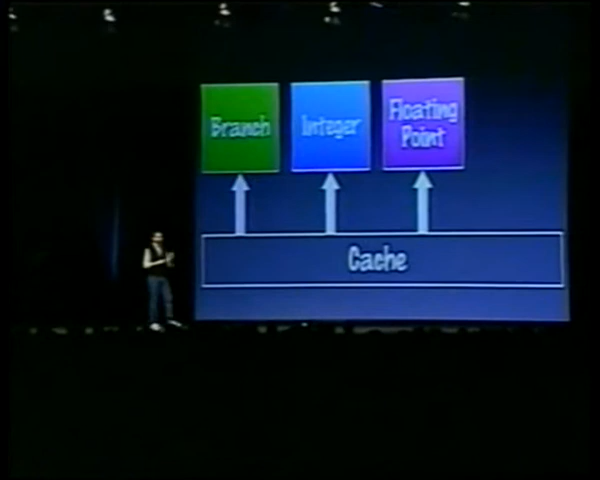 Branch
Integer
Floating
Point
Cache